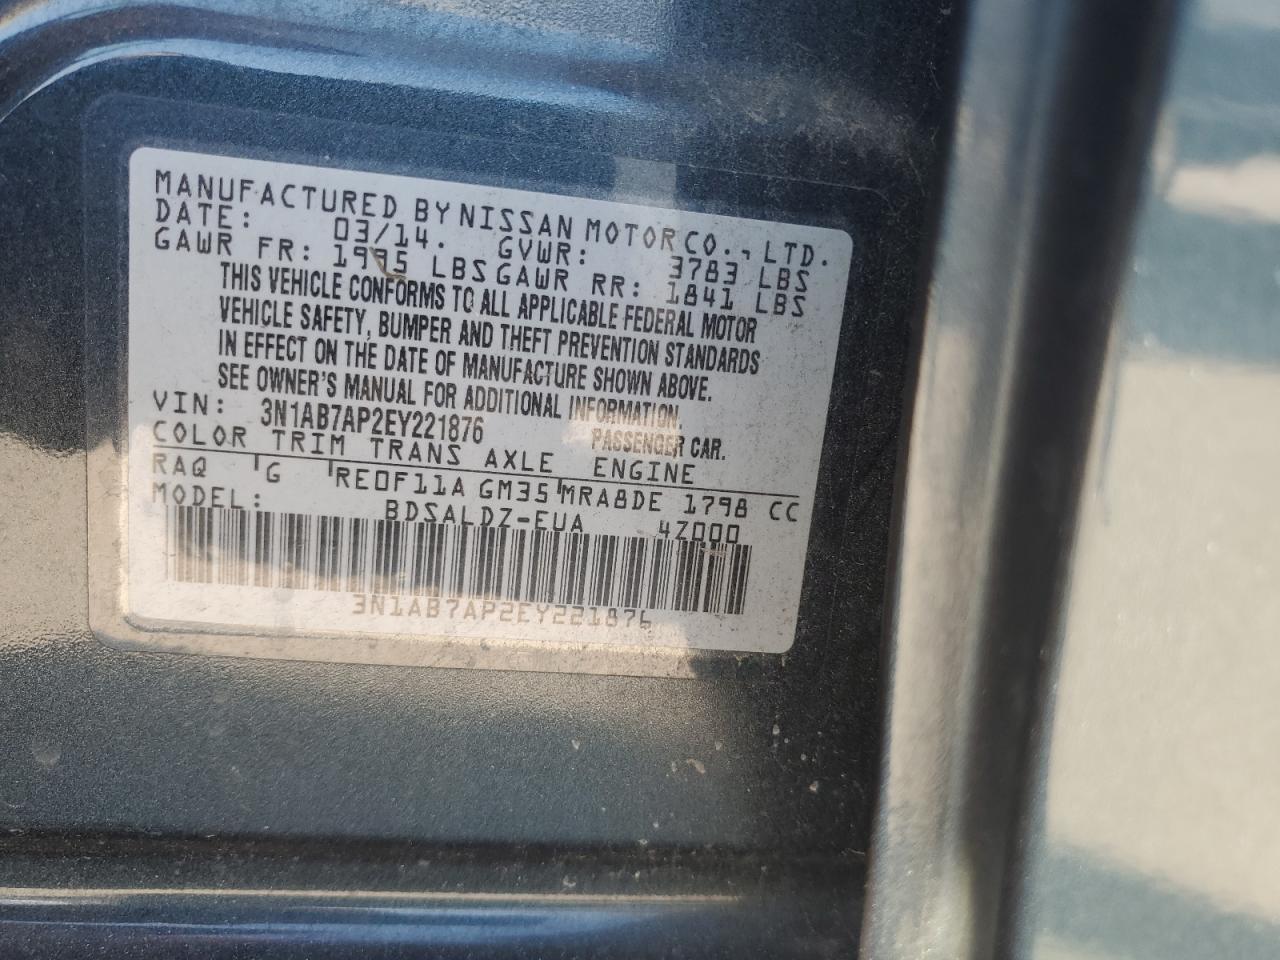 MANUFACTURED BY NISSAN MOTOR CO., LTD.
DATE: 03/14. GVWR: 3783 LBS
GAWR FR: 1995 LBS GAWR RR: 1841 LBS
THIS VEHICLE CONFORMS TO ALL APPLICABLE FEDERAL MOTOR
VEHICLE SAFETY, BUMPER AND THEFT PREVENTION STANDARDS
IN EFFECT ON THE DATE OF MANUFACTURE SHOWN ABOVE.
SEE OWNER'S MANUAL FOR ADDITIONAL INFORMATION.
VIN: 3N1AB7AP2EY221876 PASSENGER CAR.
COLOR TRIM TRANS AXLE ENGINE
RAQ G RE0F11A GM35 MRA8DE 1798 CC
MODEL: BDSALDZ-EUA 4Z000
3N1AB7AP2EY221876